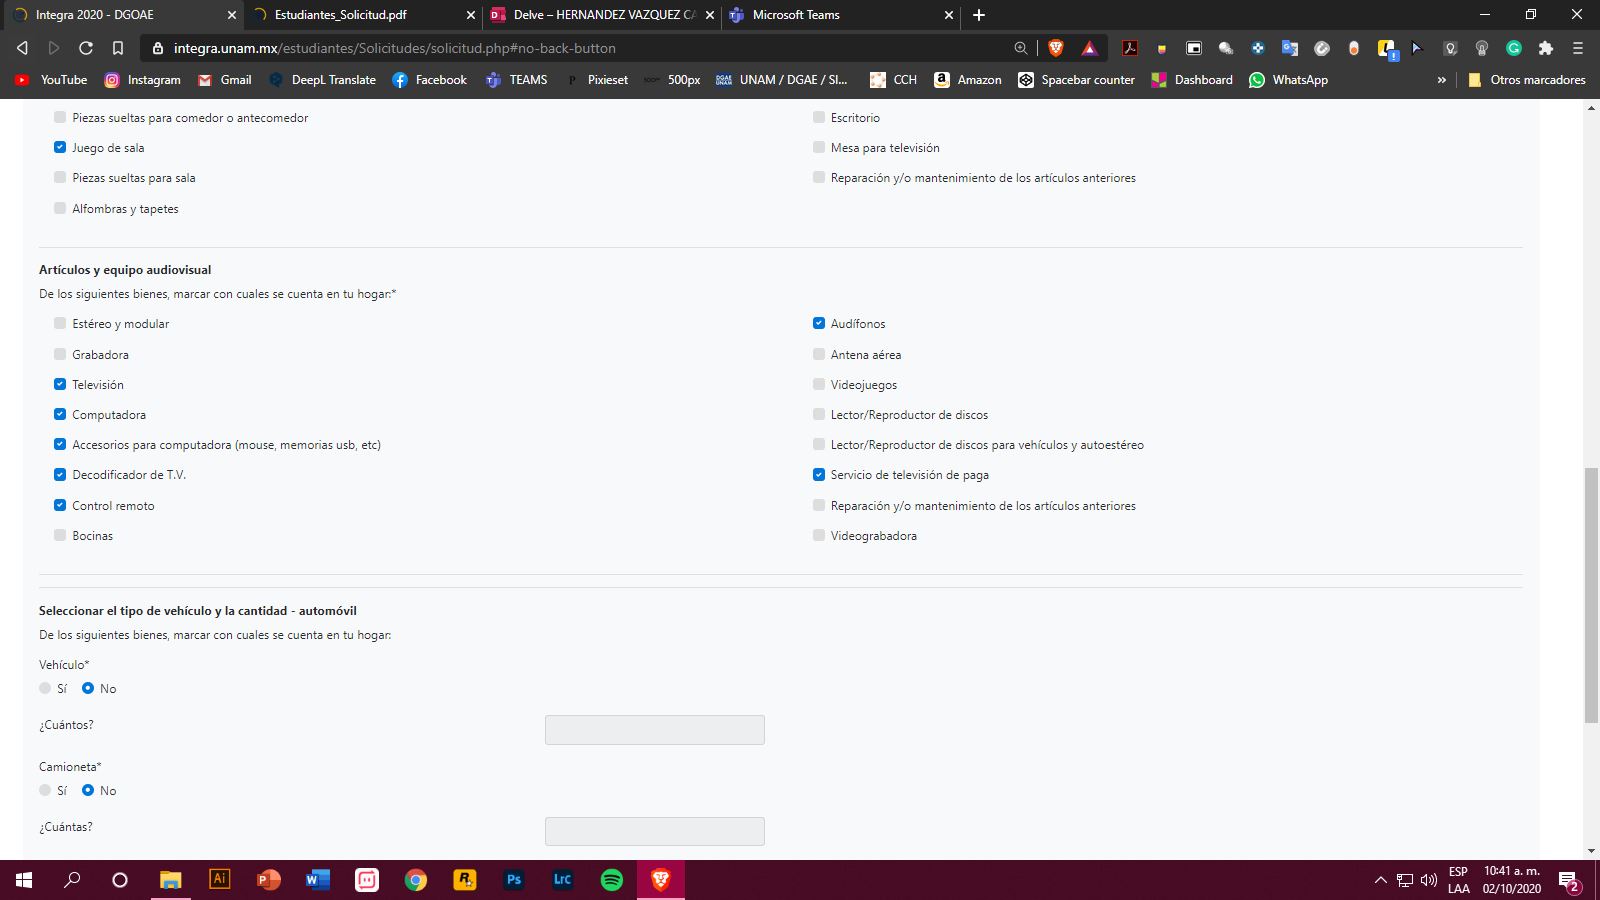 Integra 2020 - DGOAE
Estudiantes_Solicitud.pdf
Delve – HERNANDEZ VAZQUEZ CA
Microsoft Teams
integra.unam.mx/estudiantes/Solicitudes/solicitud.php#no-back-button
YouTube Instagram Gmail DeepL Translate Facebook TEAMS Pixieset 500px UNAM / DGAE / SI... CCH Amazon Spacebar counter Dashboard WhatsApp » Otros marcadores
Piezas sueltas para comedor o antecomedor
Juego de sala
Piezas sueltas para sala
Alfombras y tapetes
Escritorio
Mesa para televisión
Reparación y/o mantenimiento de los artículos anteriores
Artículos y equipo audiovisual
De los siguientes bienes, marcar con cuales se cuenta en tu hogar:*
Estéreo y modular
Grabadora
Televisión
Computadora
Accesorios para computadora (mouse, memorias usb, etc)
Decodificador de T.V.
Control remoto
Bocinas
Audífonos
Antena aérea
Videojuegos
Lector/Reproductor de discos
Lector/Reproductor de discos para vehículos y autoestéreo
Servicio de televisión de paga
Reparación y/o mantenimiento de los artículos anteriores
Videograbadora
Seleccionar el tipo de vehículo y la cantidad - automóvil
De los siguientes bienes, marcar con cuales se cuenta en tu hogar:
Vehículo*
Sí No
¿Cuántos?
Camioneta*
Sí No
¿Cuántas?
Ai Ps Lrc
ESP
LAA
10:41 a. m.
02/10/2020
2